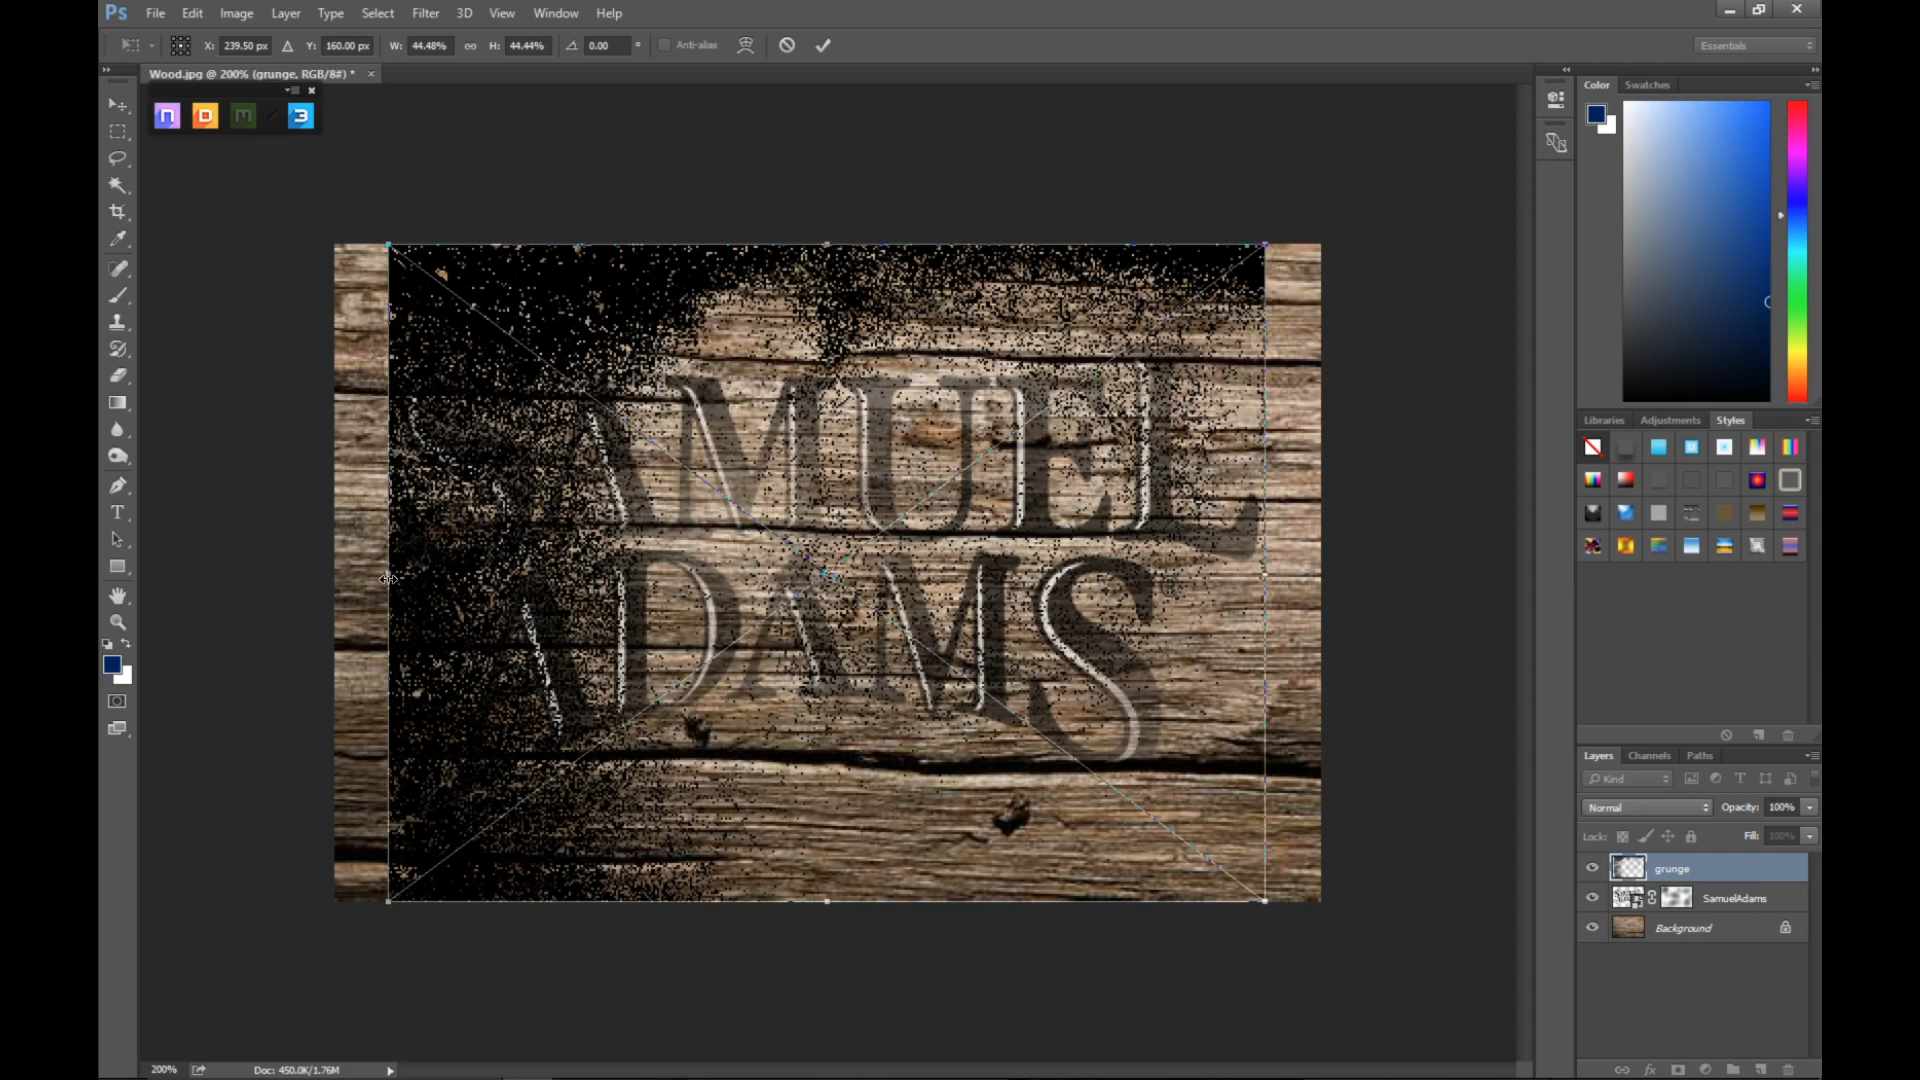 Ps File Edit Image Layer Type Select Filter 3D View Window Help
X: 239.50 px Y: 160.00 px W: 44.48% H: 44.44% 0.00 ° Anti-alias Essentials
Wood.jpg @ 200% (grunge, RGB/8#) * ×
n D m 3
Color Swatches
SAMUEL
ADAMS
Libraries Adjustments Styles
Layers Channels Paths
Kind
Normal Opacity: 100%
Lock: Fill: 100%
grunge
SamuelAdams
Background
200% Doc: 450.0K/1.76M